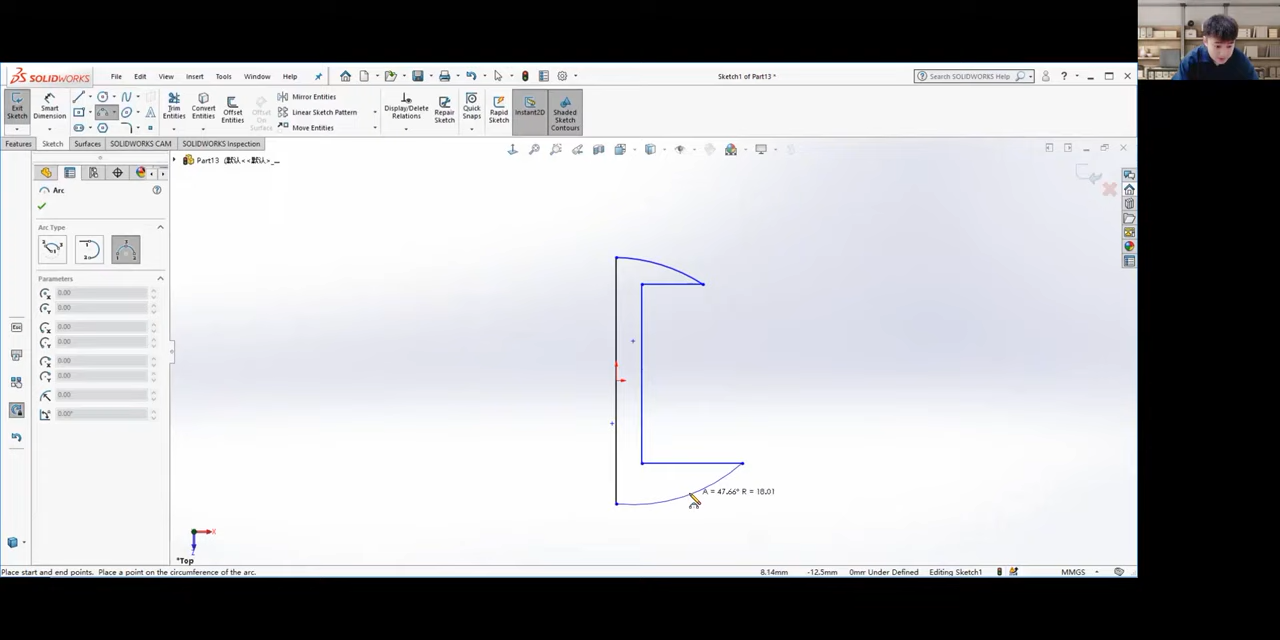 SOLIDWORKS
File Edit View Insert Tools Window Help
Sketch1 of Part13 *
Search SOLIDWORKS Help
Exit Sketch
Smart Dimension
Trim Entities
Convert Entities
Offset Entities
Offset On Surface
Mirror Entities
Linear Sketch Pattern
Move Entities
Display/Delete Relations
Repair Sketch
Quick Snaps
Rapid Sketch
Instant2D
Shaded Sketch Contours
Features Sketch Surfaces SOLIDWORKS CAM SOLIDWORKS Inspection
Part13
Arc
Arc Type
Parameters
0.00
0.00
0.00
0.00
0.00
0.00
0.00
0.00°
A = 47.66° R = 18.01
X
Z
*Top
Place start and end points. Place a point on the circumference of the arc.
8.14mm -12.5mm 0mm Under Defined Editing Sketch1 MMGS